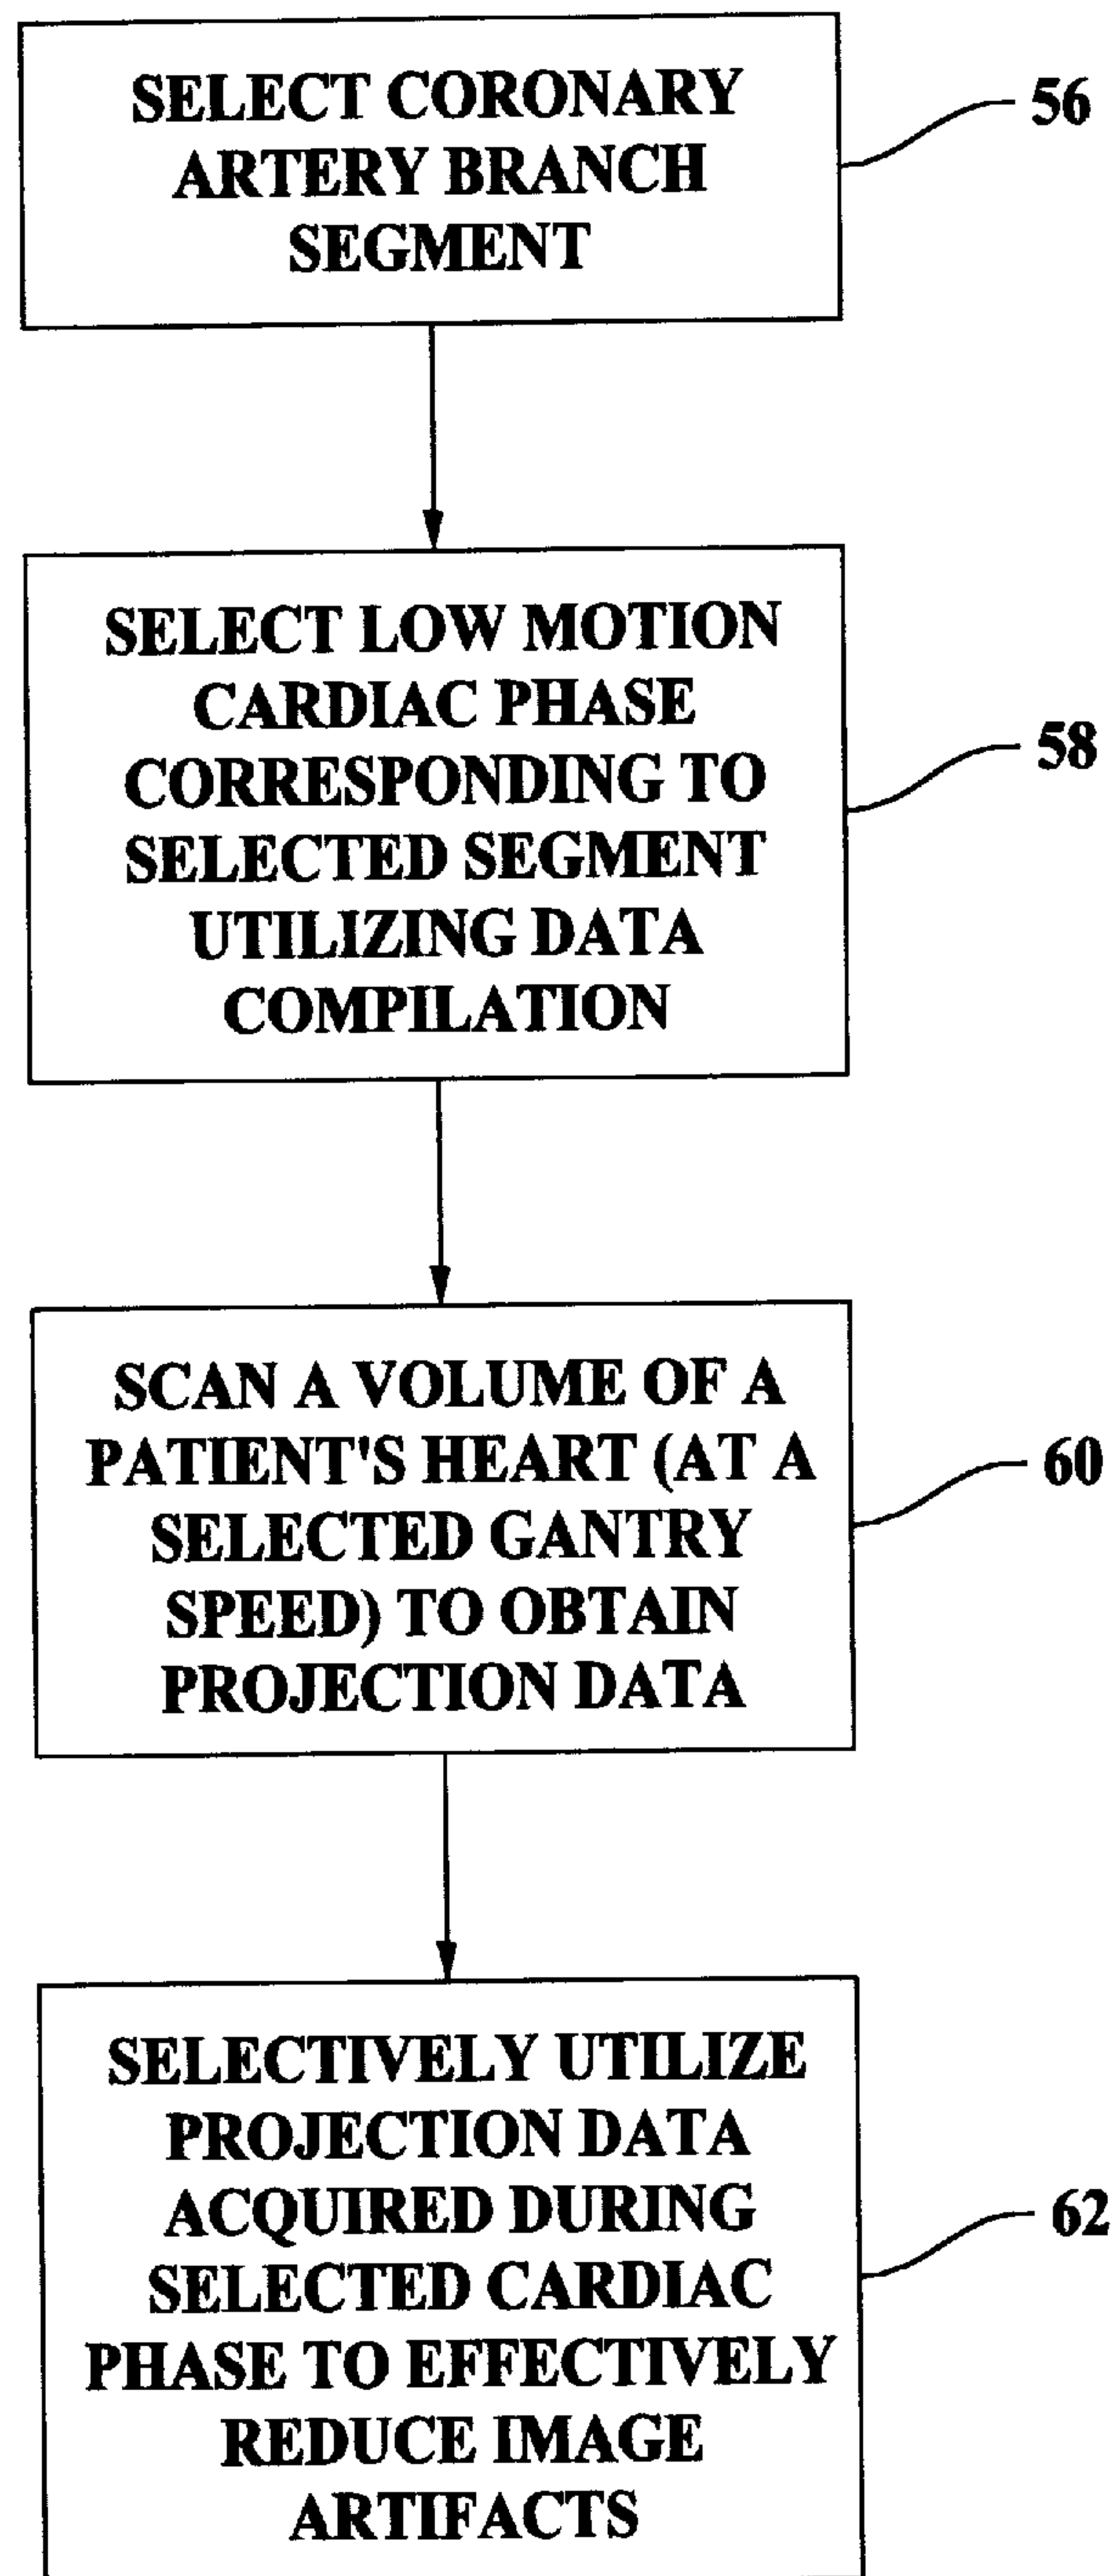 SELECT CORONARY
ARTERY BRANCH
SEGMENT
56
SELECT LOW MOTION
CARDIAC PHASE
CORRESPONDING TO
SELECTED SEGMENT
UTILIZING DATA
COMPILATION
58
SCAN A VOLUME OF A
PATIENT'S HEART (AT A
SELECTED GANTRY
SPEED) TO OBTAIN
PROJECTION DATA
60
SELECTIVELY UTILIZE
PROJECTION DATA
ACQUIRED DURING
SELECTED CARDIAC
PHASE TO EFFECTIVELY
REDUCE IMAGE
ARTIFACTS
62